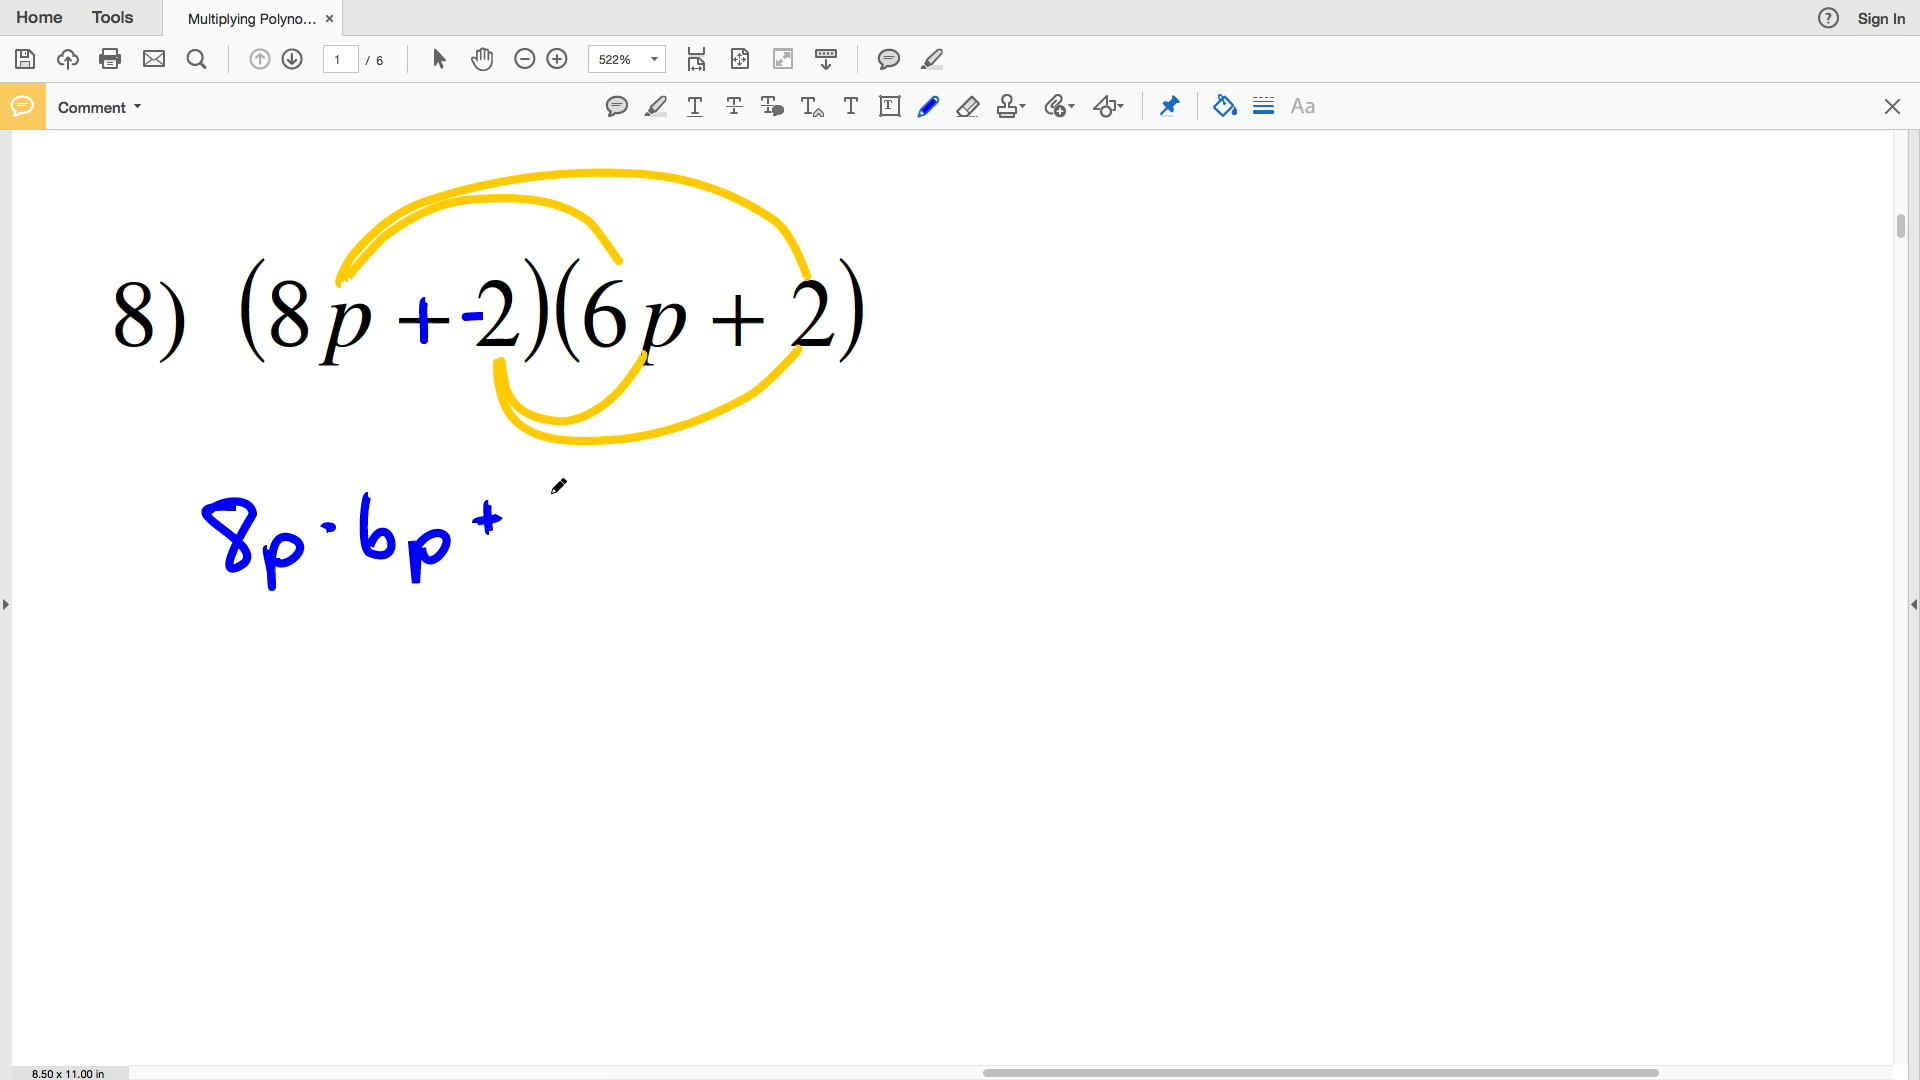 Home Tools Multiplying Polyno... × ? Sign In
1 / 6 522%
Comment T T T T T T Aa
8) (8p + -2)(6p + 2)
8p · 6p +
8.50 x 11.00 in